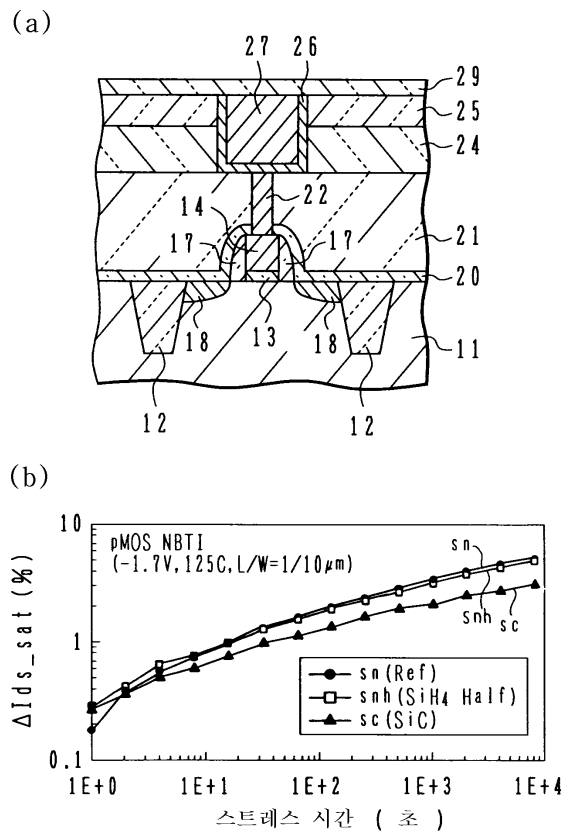 (a)
27
26
29
25
24
14
22
17
17
21
20
18
13
18
11
12
12
(b)
10
pMOS NBTI
(-1.7V,125C,L/W=1/10μm)
sn
snh
sc
ΔIds_sat(%)
1
sn(Ref)
snh(SiH₄ Half)
sc(SiC)
0.1
1E+0 1E+1 1E+2 1E+3 1E+4
스트레스 시간 ( 초 )